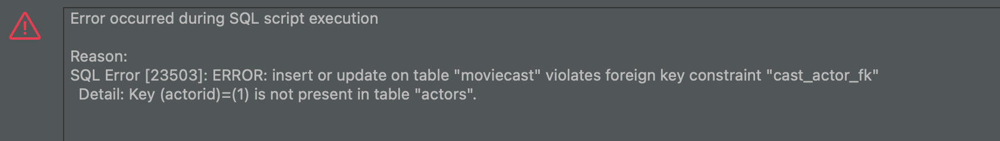 Error occurred during SQL script execution
Reason:
SQL Error [23503]: ERROR: insert or update on table "moviecast" violates foreign key constraint "cast_actor_fk"
Detail: Key (actorid)=(1) is not present in table "actors".